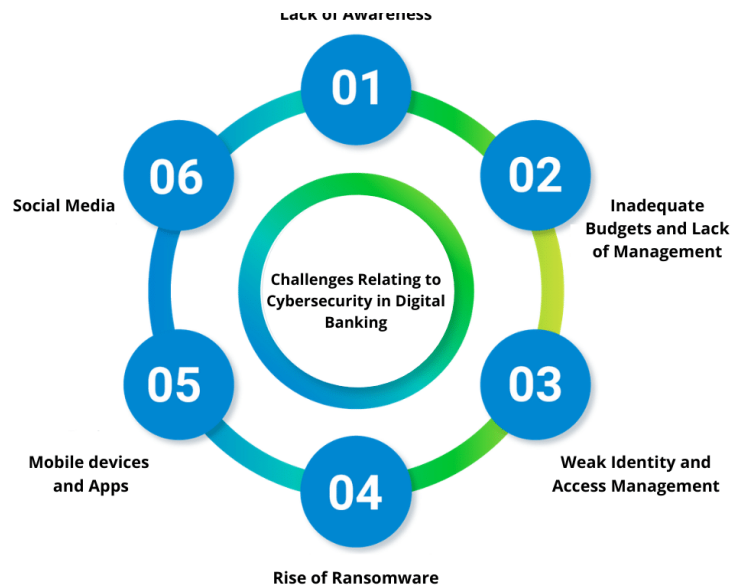 Lack of Awareness
01
06
02
Social Media
Inadequate
Budgets and Lack
of Management
Challenges Relating to
Cybersecurity in Digital
Banking
05
03
Mobile devices
and Apps
Weak Identity and
Access Management
04
Rise of Ransomware